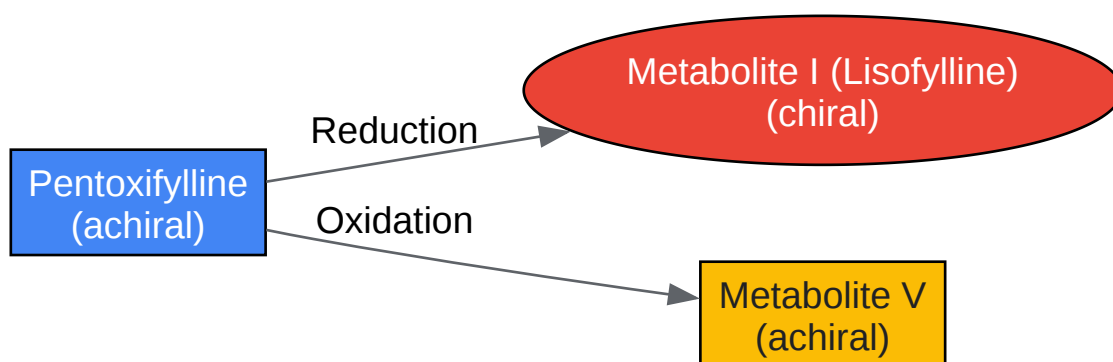 Metabolite I (Lisofylline)
(chiral)
Reduction
Pentoxifylline
(achiral)
Oxidation
Metabolite V
(achiral)